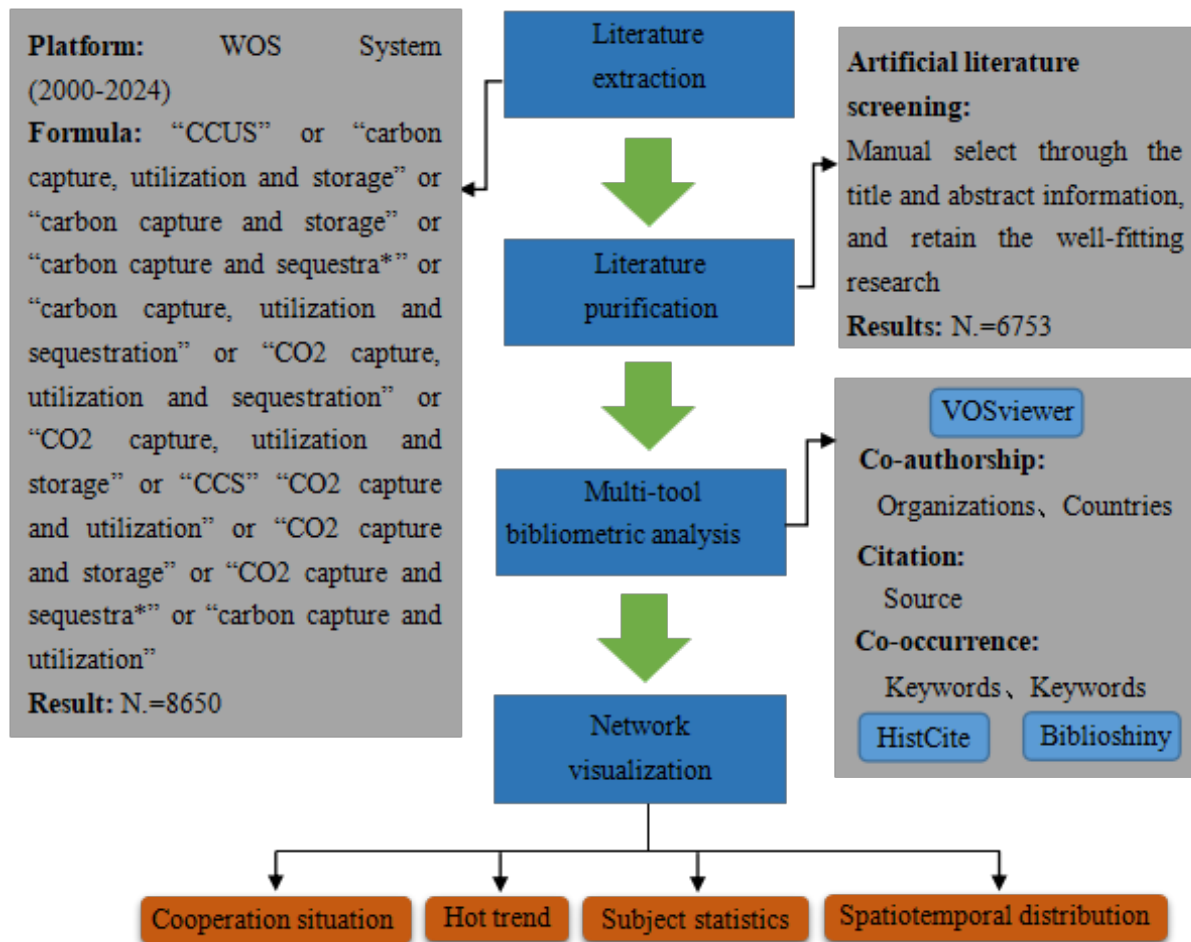 Platform: WOS System
(2000-2024)
Formula: “CCUS” or “carbon
capture, utilization and storage” or
“carbon capture and storage” or
“carbon capture and sequestra*” or
“carbon capture, utilization and
sequestration” or “CO2 capture,
utilization and sequestration” or
“CO2 capture, utilization and
storage” or “CCS” “CO2 capture
and utilization” or “CO2 capture
and storage” or “CO2 capture and
sequestra*” or “carbon capture and
utilization”
Result: N.=8650
Literature
extraction
Literature
purification
Multi-tool
bibliometric analysis
Network
visualization
Artificial literature
screening:
Manual select through the
title and abstract information,
and retain the well-fitting
research
Results: N.=6753
VOSviewer
Co-authorship:
Organizations、Countries
Citation:
Source
Co-occurrence:
Keywords、Keywords
HistCite
Biblioshiny
Cooperation situation
Hot trend
Subject statistics
Spatiotemporal distribution